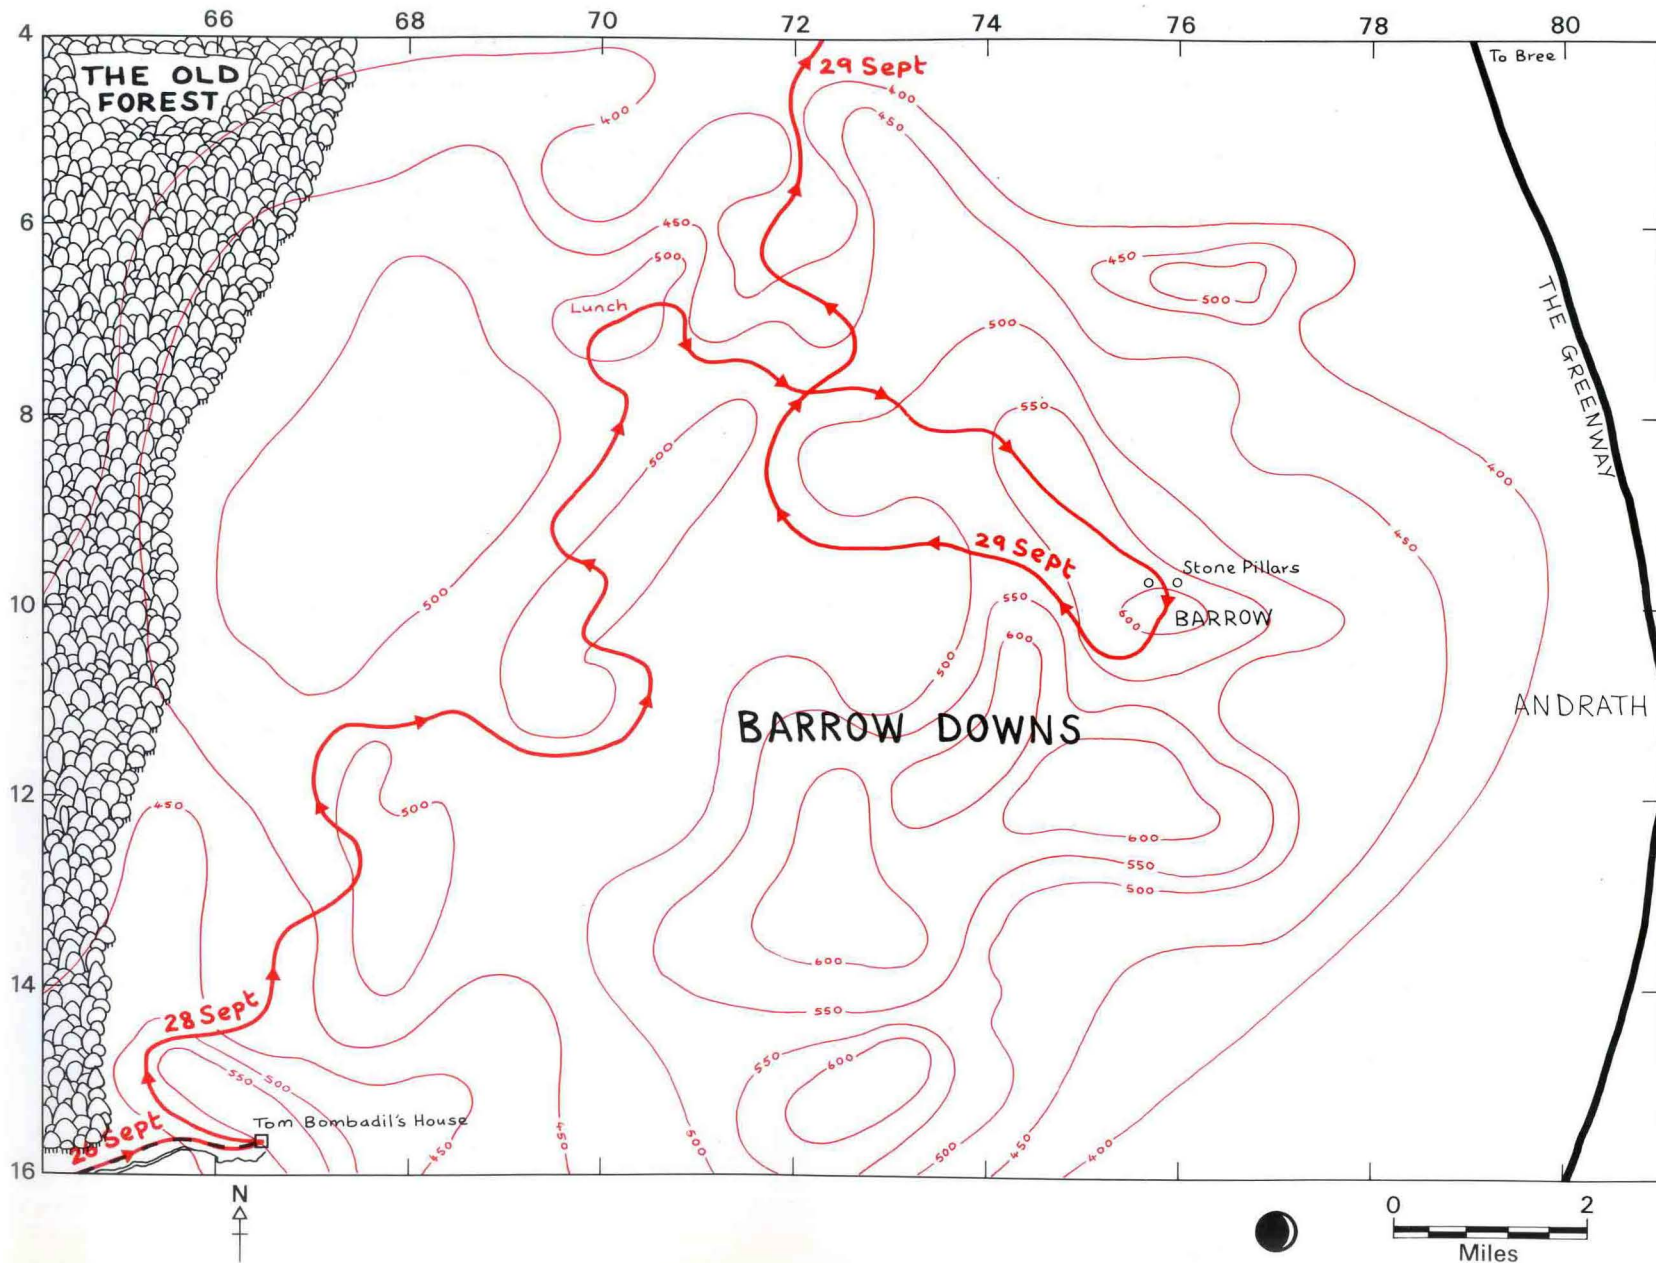 66 68 70 72 74 76 78 80
4
THE OLD
FOREST
29 Sept
To Bree
400
400
450
6
450
500
450
500
Lunch
500
THE GREENWAY
8
550
500
400
450
29 Sept
Stone Pillars
10
500
550
600
BARROW
600
500
ANDRATH
BARROW DOWNS
12
450
500
600
550
500
600
14
28 Sept
550
550
600
550
500
Tom Bombadil's House
26 Sept
450
450
500
500
450
400
16
N
0 2
Miles